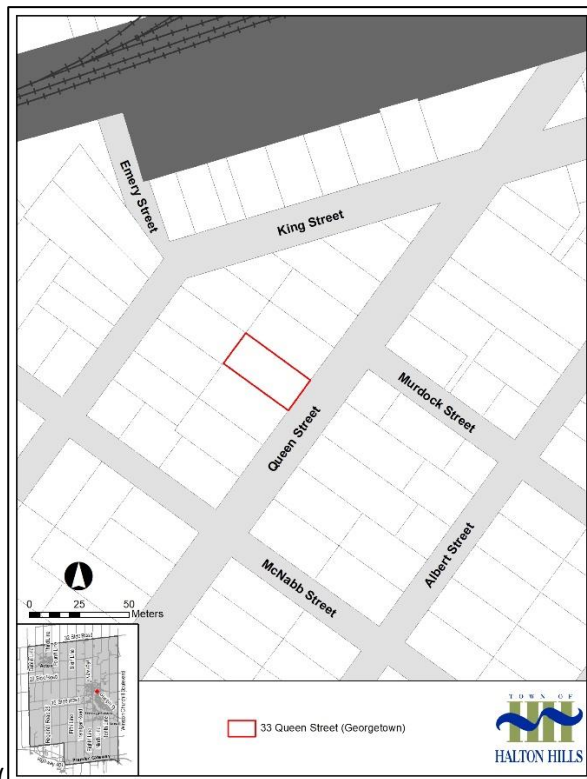 Emery Street
King Street
Queen Street
Murdock Street
Albert Street
McNabb Street
0 25 50
Meters
33 Queen Street (Georgetown)
TOWN OF
HALTON HILLS